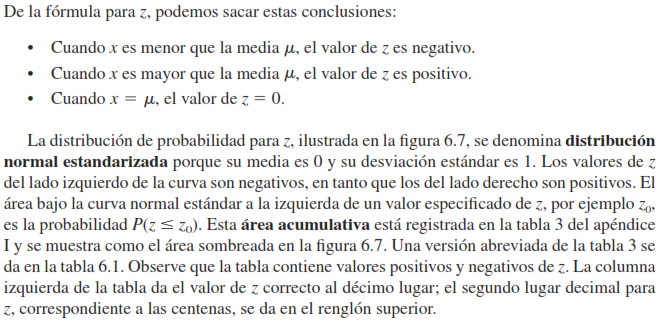 De la fórmula para z, podemos sacar estas conclusiones:
• Cuando x es menor que la media μ, el valor de z es negativo.
• Cuando x es mayor que la media μ, el valor de z es positivo.
• Cuando x = μ, el valor de z = 0.
La distribución de probabilidad para z, ilustrada en la figura 6.7, se denomina distribución
normal estandarizada porque su media es 0 y su desviación estándar es 1. Los valores de z
del lado izquierdo de la curva son negativos, en tanto que los del lado derecho son positivos. El
área bajo la curva normal estándar a la izquierda de un valor especificado de z, por ejemplo z₀,
es la probabilidad P(z ≤ z₀). Esta área acumulativa está registrada en la tabla 3 del apéndice
I y se muestra como el área sombreada en la figura 6.7. Una versión abreviada de la tabla 3 se
da en la tabla 6.1. Observe que la tabla contiene valores positivos y negativos de z. La columna
izquierda de la tabla da el valor de z correcto al décimo lugar; el segundo lugar decimal para
z, correspondiente a las centenas, se da en el renglón superior.